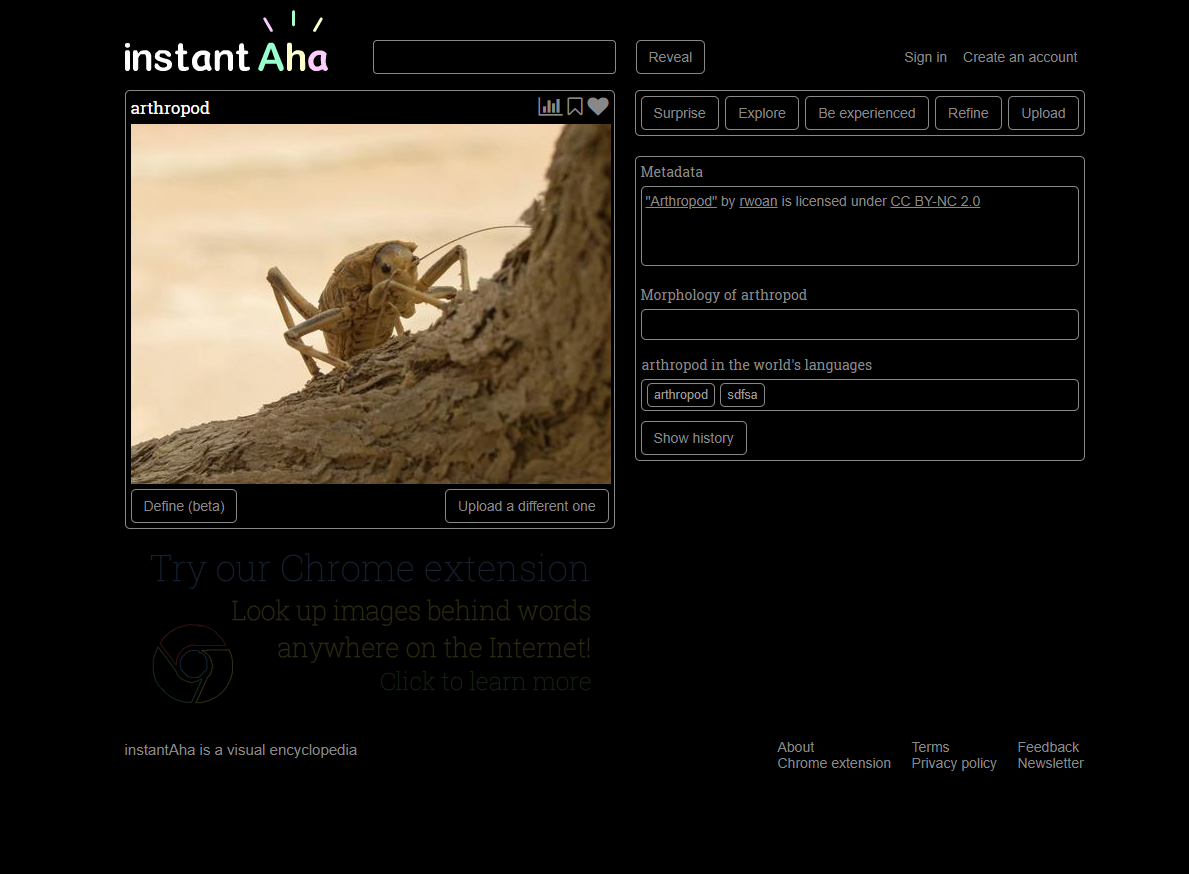 instant Aha
Reveal
Sign in
Create an account
arthropod
Surprise
Explore
Be experienced
Refine
Upload
Metadata
"Arthropod" by rwoan is licensed under CC BY-NC 2.0
Morphology of arthropod
arthropod in the world's languages
arthropod
sdfsa
Show history
Define (beta)
Upload a different one
Try our Chrome extension
Look up images behind words
anywhere on the Internet!
Click to learn more
instantAha is a visual encyclopedia
About
Chrome extension
Terms
Privacy policy
Feedback
Newsletter